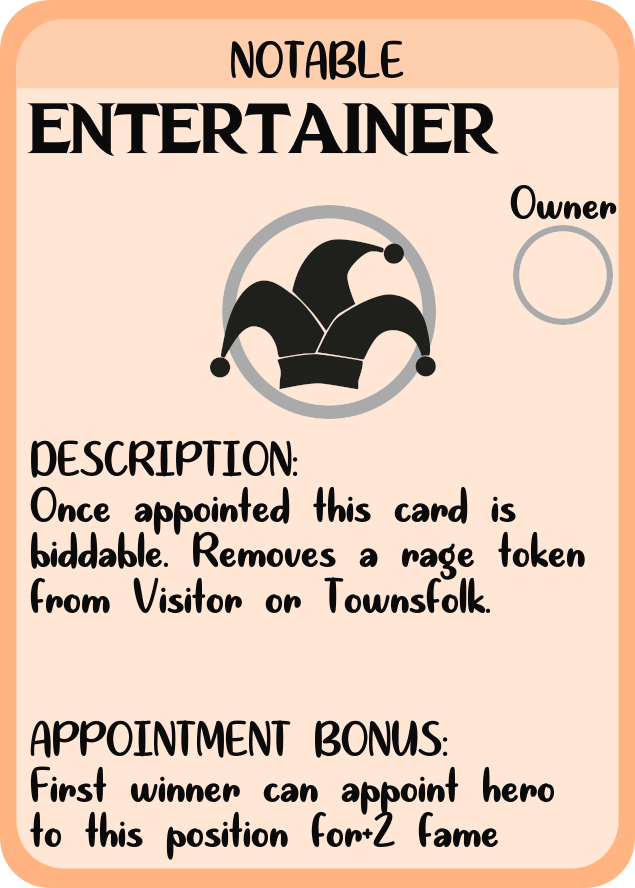 NOTABLE
ENTERTAINER
Owner
DESCRIPTION:
Once appointed this card is
biddable. Removes a rage token
from Visitor or Townsfolk.
APPOINTMENT BONUS:
First winner can appoint hero
to this position for+2 fame